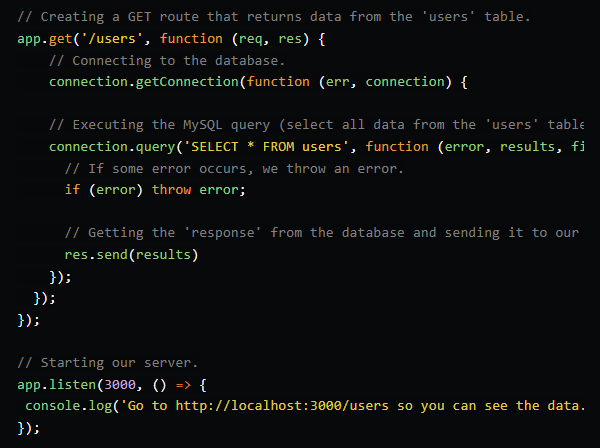 // Creating a GET route that returns data from the 'users' table.
app.get('/users', function (req, res) {
// Connecting to the database.
connection.getConnection(function (err, connection) {
// Executing the MySQL query (select all data from the 'users' table
connection.query('SELECT * FROM users', function (error, results, fi
// If some error occurs, we throw an error.
if (error) throw error;
// Getting the 'response' from the database and sending it to our
res.send(results)
});
});
});
// Starting our server.
app.listen(3000, () => {
console.log('Go to http://localhost:3000/users so you can see the data.
});